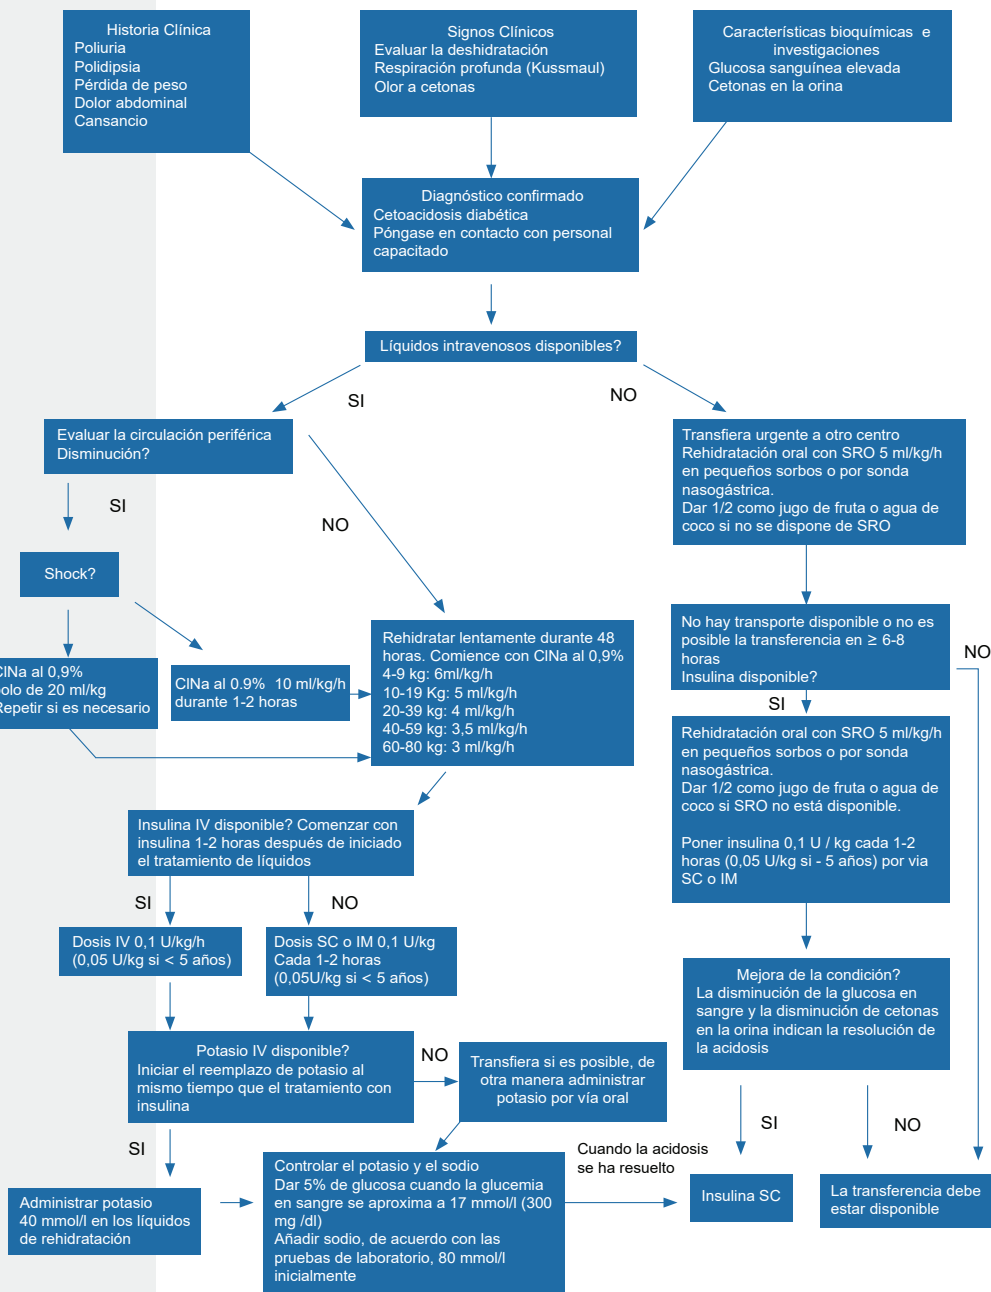 Historia Clínica
Poliuria
Polidipsia
Pérdida de peso
Dolor abdominal
Cansancio
Signos Clínicos
Evaluar la deshidratación
Respiración profunda (Kussmaul)
Olor a cetonas
Características bioquímicas e
investigaciones
Glucosa sanguínea elevada
Cetonas en la orina
Diagnóstico confirmado
Cetoacidosis diabética
Póngase en contacto con personal
capacitado
Líquidos intravenosos disponibles?
SI
NO
Evaluar la circulación periférica
Disminución?
SI
NO
Transfiera urgente a otro centro
Rehidratación oral con SRO 5 ml/kg/h
en pequeños sorbos o por sonda
nasogástrica.
Dar 1/2 como jugo de fruta o agua de
coco si no se dispone de SRO
Shock?
ClNa al 0,9%
bolo de 20 ml/kg
Repetir si es necesario
ClNa al 0.9% 10 ml/kg/h
durante 1-2 horas
Rehidratar lentamente durante 48
horas. Comience con ClNa al 0,9%
4-9 kg: 6ml/kg/h
10-19 Kg: 5 ml/kg/h
20-39 kg: 4 ml/kg/h
40-59 kg: 3,5 ml/kg/h
60-80 kg: 3 ml/kg/h
No hay transporte disponible o no es
posible la transferencia en ≥ 6-8
horas
Insulina disponible?
NO
SI
Rehidratación oral con SRO 5 ml/kg/h
en pequeños sorbos o por sonda
nasogástrica.
Dar 1/2 como jugo de fruta o agua de
coco si SRO no está disponible.
Poner insulina 0,1 U / kg cada 1-2
horas (0,05 U/kg si - 5 años) por via
SC o IM
Insulina IV disponible? Comenzar con
insulina 1-2 horas después de iniciado
el tratamiento de líquidos
SI
NO
Dosis IV 0,1 U/kg/h
(0,05 U/kg si < 5 años)
Dosis SC o IM 0,1 U/kg
Cada 1-2 horas
(0,05U/kg si < 5 años)
Mejora de la condición?
La disminución de la glucosa en
sangre y la disminución de cetonas
en la orina indican la resolución de
la acidosis
Potasio IV disponible?
Iniciar el reemplazo de potasio al
mismo tiempo que el tratamiento con
insulina
NO
Transfiera si es posible, de
otra manera administrar
potasio por vía oral
SI
SI
NO
Administrar potasio
40 mmol/l en los líquidos
de rehidratación
Controlar el potasio y el sodio
Dar 5% de glucosa cuando la glucemia
en sangre se aproxima a 17 mmol/l (300
mg /dl)
Añadir sodio, de acuerdo con las
pruebas de laboratorio, 80 mmol/l
inicialmente
Cuando la acidosis
se ha resuelto
Insulina SC
La transferencia debe
estar disponible